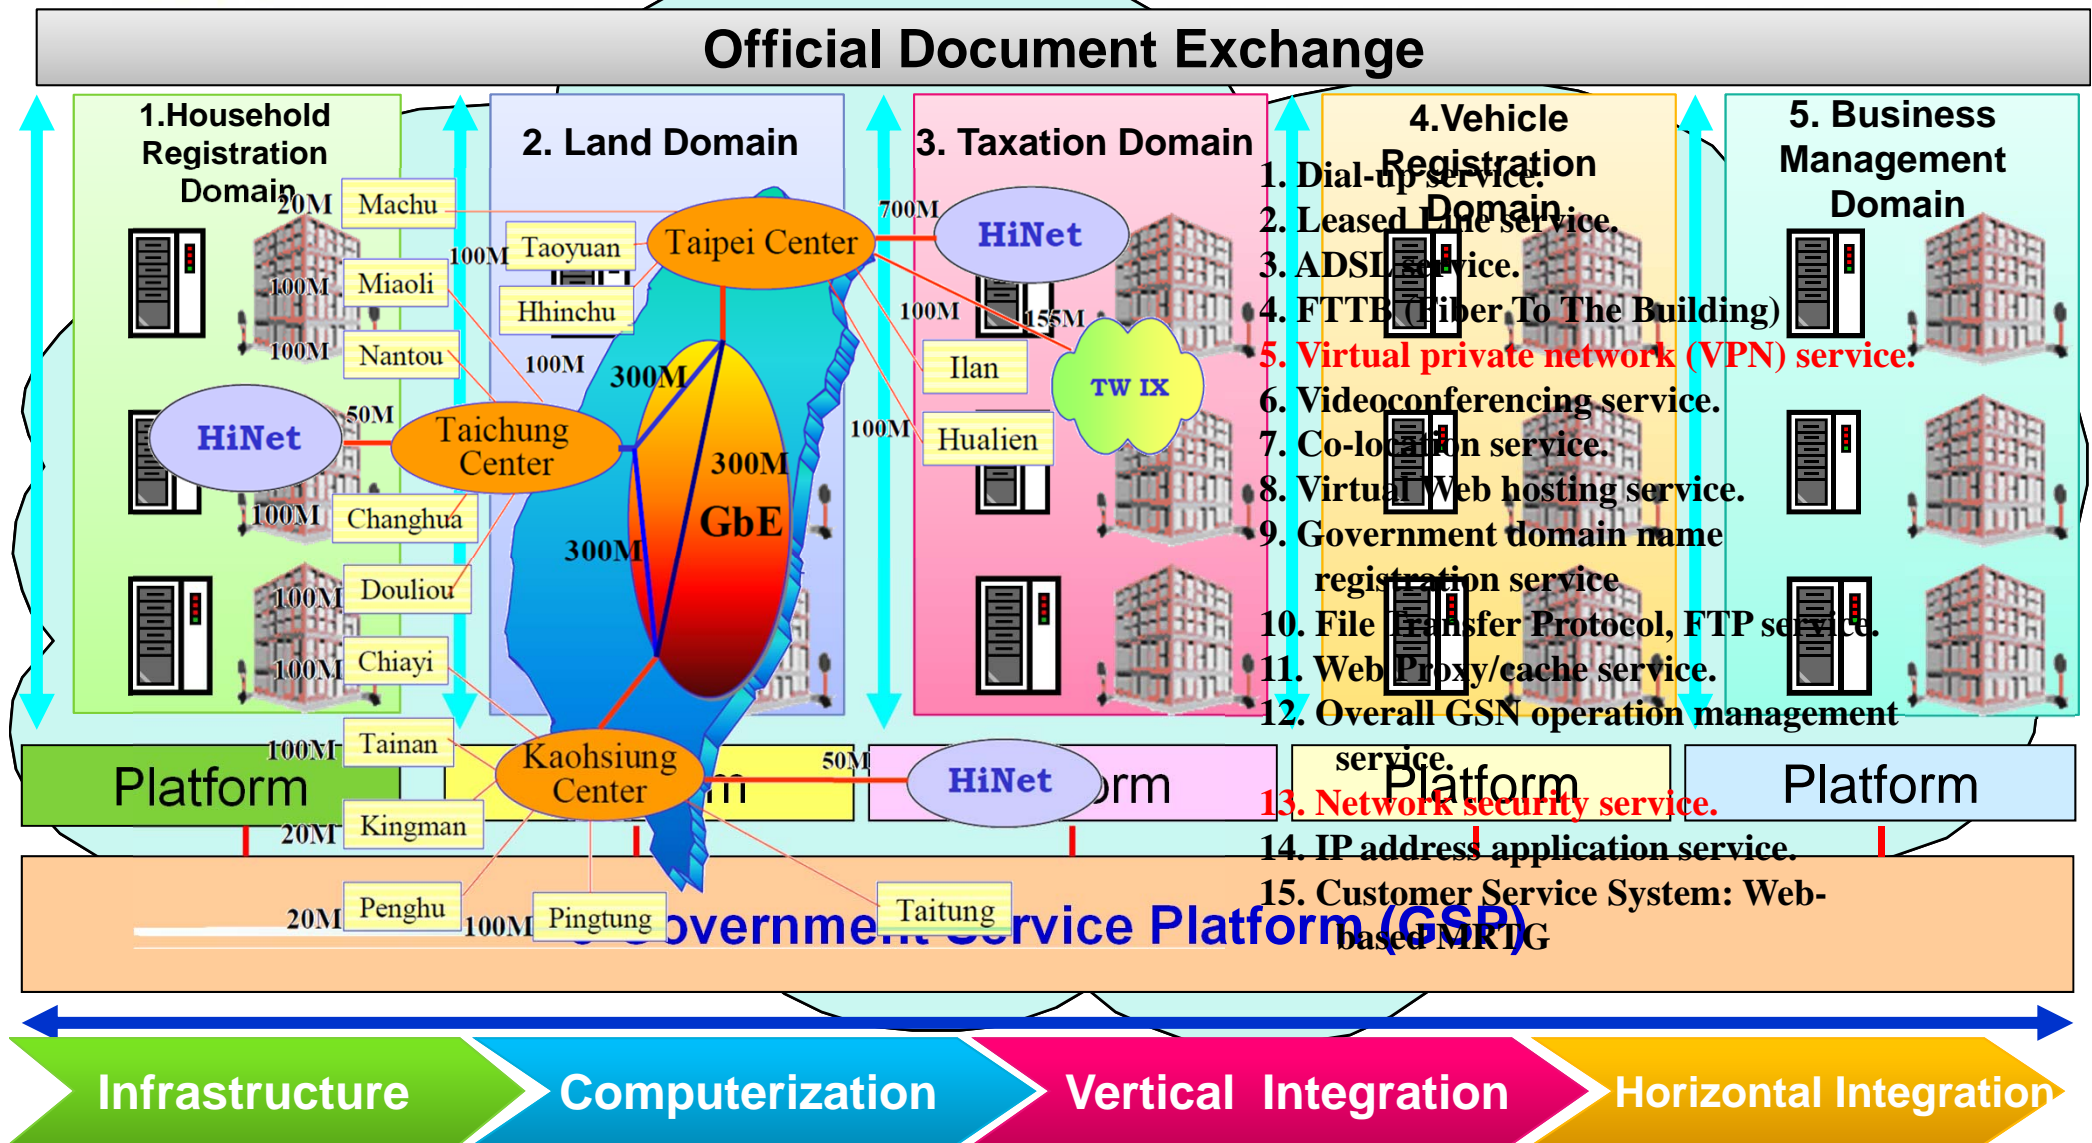 Official Document Exchange
1.Household
Registration
Domain
2. Land Domain
3. Taxation Domain
4.Vehicle
Registration
Domain
5. Business
Management
Domain
20M
Machu
100M
Taoyuan
Taipei Center
700M
HiNet
100M
Miaoli
Hhinchu
100M
155M
100M
Nantou
100M
300M
Ilan
TW IX
HiNet
50M
Taichung
Center
300M
100M
Hualien
GbE
100M
Changhua
300M
100M
Douliou
100M
Chiayi
100M
Tainan
Kaohsiung
Center
50M
HiNet
20M
Kingman
20M
Penghu
100M
Pingtung
Taitung
1. Dial-up service.
2. Leased Line service.
3. ADSL service.
4. FTTB (Fiber To The Building)
5. Virtual private network (VPN) service.
6. Videoconferencing service.
7. Co-location service.
8. Virtual Web hosting service.
9. Government domain name
registration service
10. File Transfer Protocol, FTP service.
11. Web Proxy/cache service.
12. Overall GSN operation management
service.
13. Network security service.
14. IP address application service.
15. Customer Service System: Web-
based MRTG
Platform
Platform
Platform
Government Service Platform (GSP)
Infrastructure
Computerization
Vertical Integration
Horizontal Integration